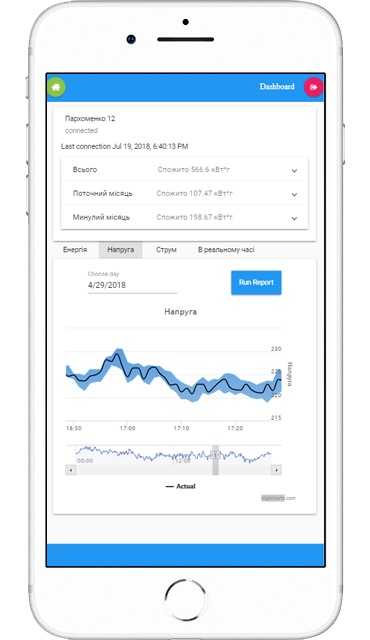 Dashboard
Пархоменко 12
connected
Last connection Jul 19, 2018, 6:40:13 PM
Всього Спожито 566.6 кВт*г
Поточний місяць Спожито 107.47 кВт*г
Минулий місяць Спожито 198.67 кВт*г
Енергія Напруга Струм В реальному часі
Choose day
4/29/2018
Run Report
Напруга
230
225
220
215
Напруга
16:50 17:00 17:10 17:20
00:00 12:00
Actual
Highcharts.com